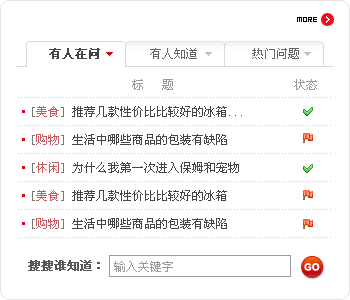 MORE
有人在问 有人知道 热门问题
标 题 状态
[美食] 推荐几款性价比比较好的冰箱...
[购物] 生活中哪些商品的包装有缺陷
[休闲] 为什么我第一次进入保姆和宠物
[美食] 推荐几款性价比比较好的冰箱
[购物] 生活中哪些商品的包装有缺陷
搜搜谁知道： 输入关键字 GO